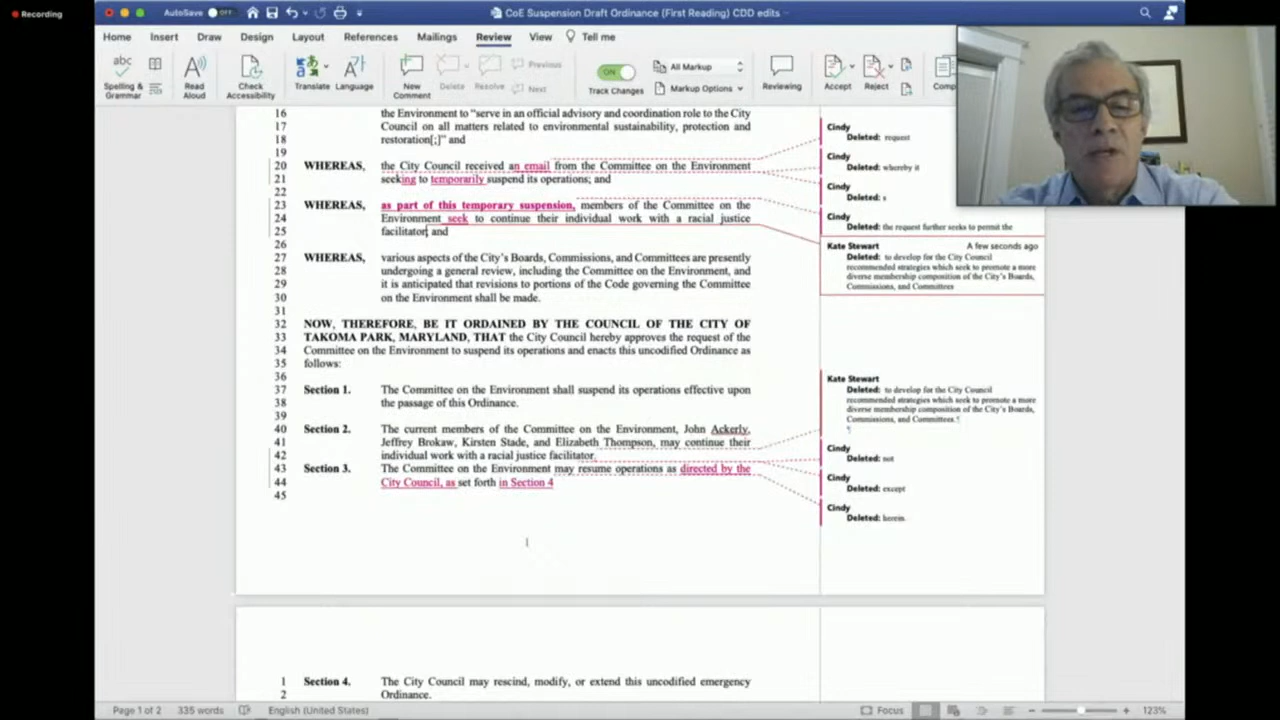 Recording
AutoSave OFF
CoE Suspension Draft Ordinance (First Reading) CDD edits
Home Insert Draw Design Layout References Mailings Review View Tell me
Spelling & Grammar
Read Aloud
Check Accessibility
Translate
Language
New Comment
Delete
Resolve
Previous
Next
ON
Track Changes
All Markup
Markup Options
Reviewing
Accept
Reject
16 the Environment to “serve in an official advisory and coordination role to the City
17 Council on all matters related to environmental sustainability, protection and
18 restoration[;]” and
19
20 WHEREAS, the City Council received an email from the Committee on the Environment
21 seeking to temporarily suspend its operations; and
22
23 WHEREAS, as part of this temporary suspension, members of the Committee on the
24 Environment seek to continue their individual work with a racial justice
25 facilitator; and
26
27 WHEREAS, various aspects of the City’s Boards, Commissions, and Committees are presently
28 undergoing a general review, including the Committee on the Environment, and
29 it is anticipated that revisions to portions of the Code governing the Committee
30 on the Environment shall be made.
31
32 NOW, THEREFORE, BE IT ORDAINED BY THE COUNCIL OF THE CITY OF
33 TAKOMA PARK, MARYLAND, THAT the City Council hereby approves the request of the
34 Committee on the Environment to suspend its operations and enacts this uncodified Ordinance as
35 follows:
36
37 Section 1. The Committee on the Environment shall suspend its operations effective upon
38 the passage of this Ordinance.
39
40 Section 2. The current members of the Committee on the Environment, John Ackerly,
41 Jeffrey Brokaw, Kirsten Stade, and Elizabeth Thompson, may continue their
42 individual work with a racial justice facilitator.
43 Section 3. The Committee on the Environment may resume operations as directed by the
44 City Council, as set forth in Section 4
45
1 Section 4. The City Council may rescind, modify, or extend this uncodified emergency
2 Ordinance.
Cindy
Deleted: request
Cindy
Deleted: whereby it
Cindy
Deleted: s
Cindy
Deleted: the request further seeks to permit the
Kate Stewart A few seconds ago
Deleted: to develop for the City Council
recommended strategies which seek to promote a more
diverse membership composition of the City’s Boards,
Commissions, and Committees
Kate Stewart
Deleted: to develop for the City Council
recommended strategies which seek to promote a more
diverse membership composition of the City’s Boards,
Commissions, and Committees.¶
¶
Cindy
Deleted: not
Cindy
Deleted: except
Cindy
Deleted: herein.
Page 1 of 2 335 words English (United States) Focus 123%